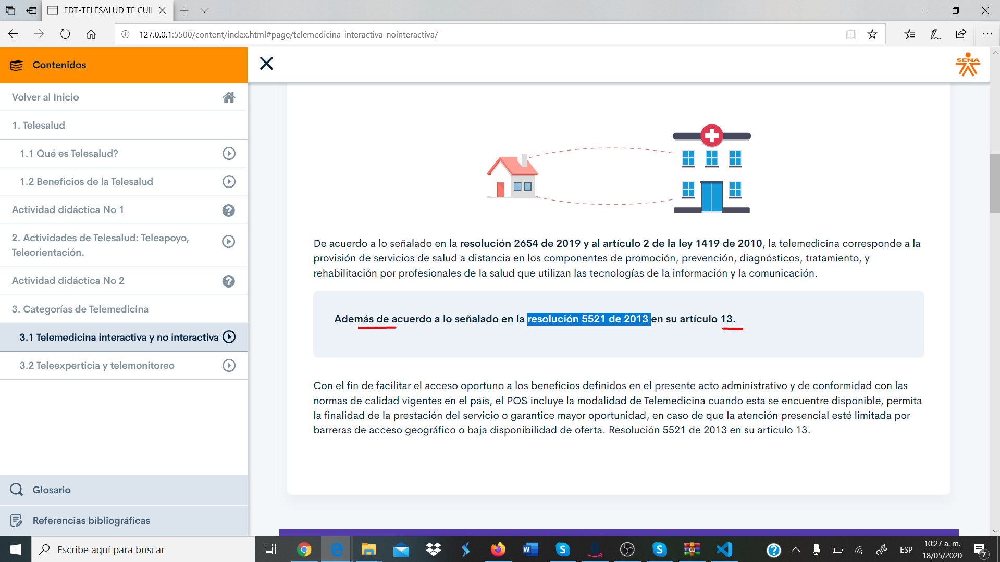 EDT-TELESALUD TE CUI
127.0.0.1:5500/content/index.html#page/telemedicina-interactiva-nointeractiva/
Contenidos
SENA
Volver al Inicio
1. Telesalud
1.1 Qué es Telesalud?
1.2 Beneficios de la Telesalud
Actividad didáctica No 1
2. Actividades de Telesalud: Teleapoyo,
Teleorientación.
Actividad didáctica No 2
3. Categorías de Telemedicina
3.1 Telemedicina interactiva y no interactiva
3.2 Teleexperticia y telemonitoreo
Glosario
Referencias bibliográficas
De acuerdo a lo señalado en la resolución 2654 de 2019 y al artículo 2 de la ley 1419 de 2010, la telemedicina corresponde a la
provisión de servicios de salud a distancia en los componentes de promoción, prevención, diagnósticos, tratamiento, y
rehabilitación por profesionales de la salud que utilizan las tecnologías de la información y la comunicación.
Además de acuerdo a lo señalado en la resolución 5521 de 2013 en su artículo 13.
Con el fin de facilitar el acceso oportuno a los beneficios definidos en el presente acto administrativo y de conformidad con las
normas de calidad vigentes en el país, el POS incluye la modalidad de Telemedicina cuando esta se encuentre disponible, permita
la finalidad de la prestación del servicio o garantice mayor oportunidad, en caso de que la atención presencial esté limitada por
barreras de acceso geográfico o baja disponibilidad de oferta. Resolución 5521 de 2013 en su articulo 13.
Escribe aquí para buscar
ESP
10:27 a. m.
18/05/2020
7